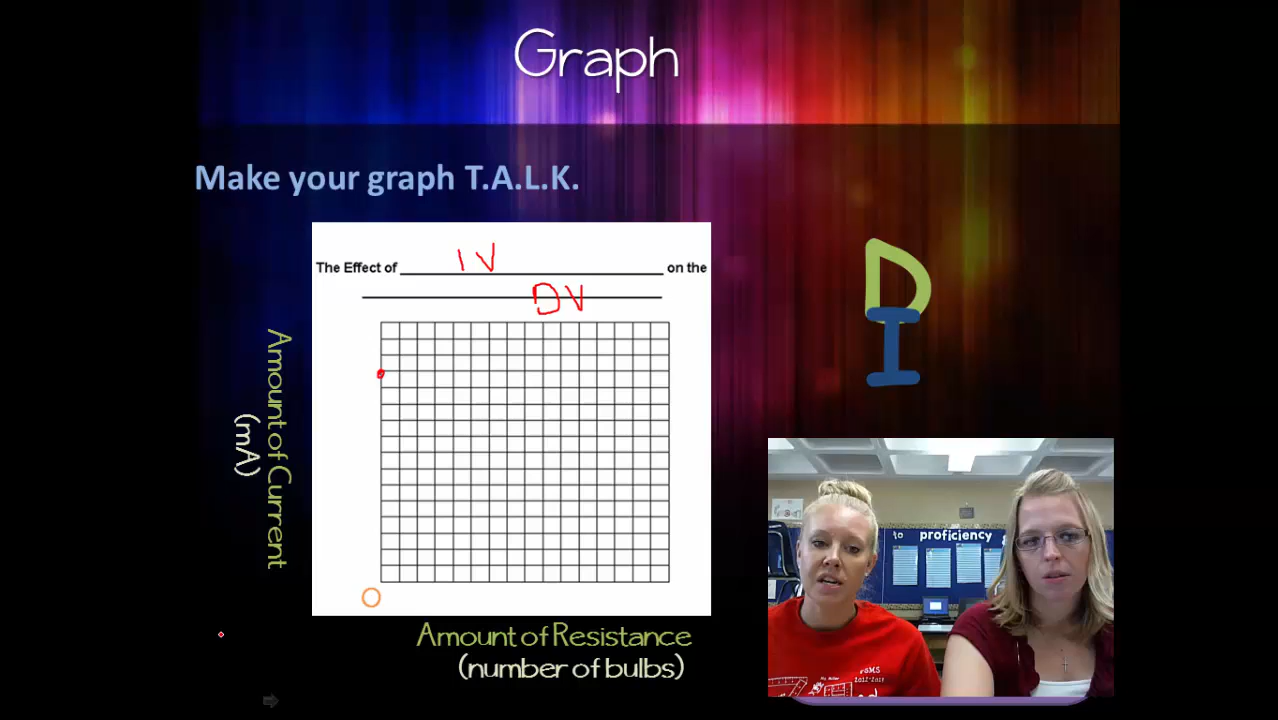 Graph
Make your graph T.A.L.K.
The Effect of IV on the
DV
Amount of Current
(mA)
O
Amount of Resistance
(number of bulbs)
D
I
to proficiency
FSMS